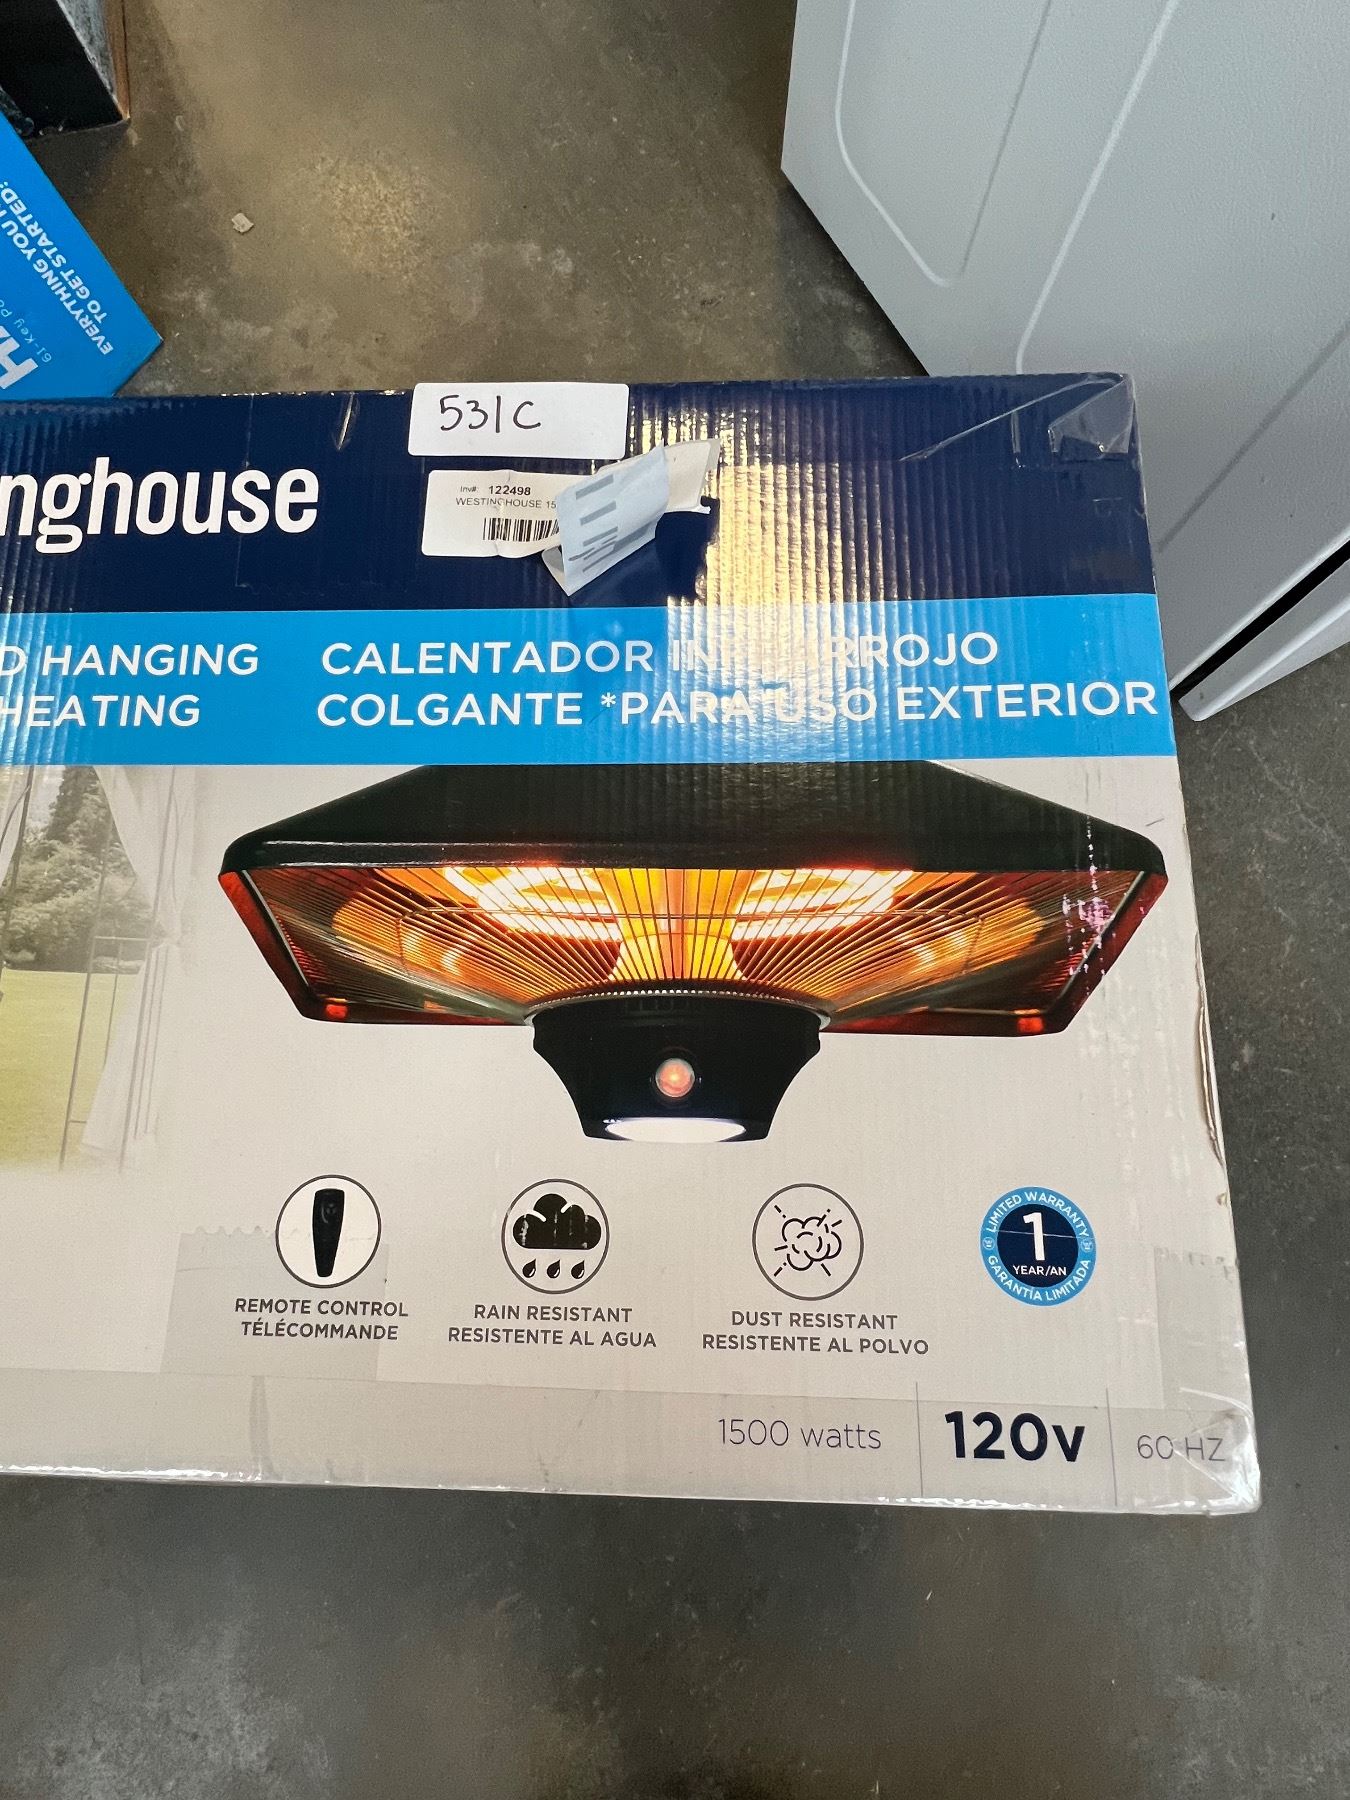 EVERYTHING YOU
TO GET STARTED!
61-Key
531C
Inv#: 122498
WESTINGHOUSE 15
nghouse
D HANGING
HEATING
CALENTADOR INFRARROJO
COLGANTE *PARA USO EXTERIOR
REMOTE CONTROL
TÉLÉCOMMANDE
RAIN RESISTANT
RESISTENTE AL AGUA
DUST RESISTANT
RESISTENTE AL POLVO
LIMITED WARRANTY
1
YEAR/AN
GARANTÍA LIMITADA
1500 watts
120v
60 HZ